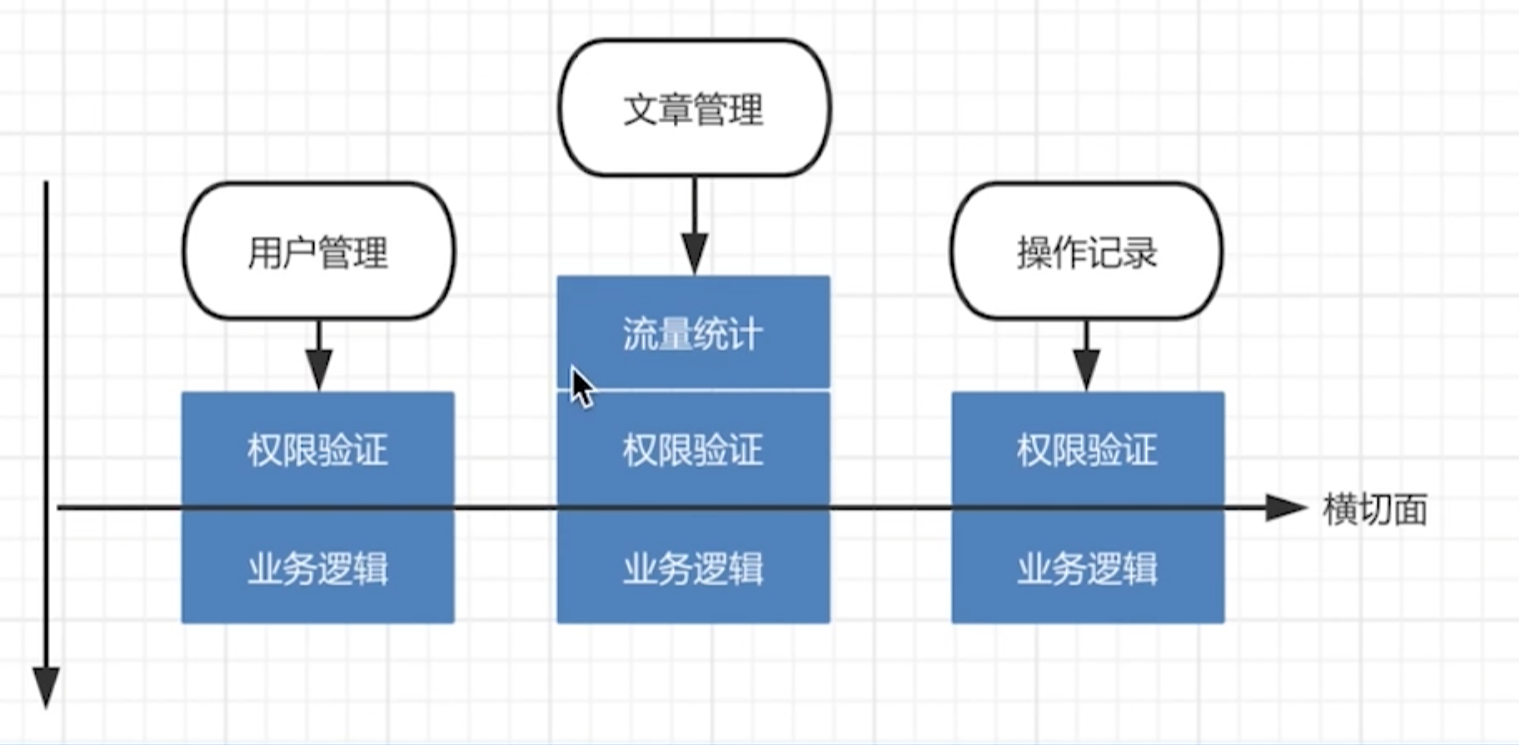 文章管理
用户管理
操作记录
流量统计
权限验证
权限验证
权限验证
横切面
业务逻辑
业务逻辑
业务逻辑